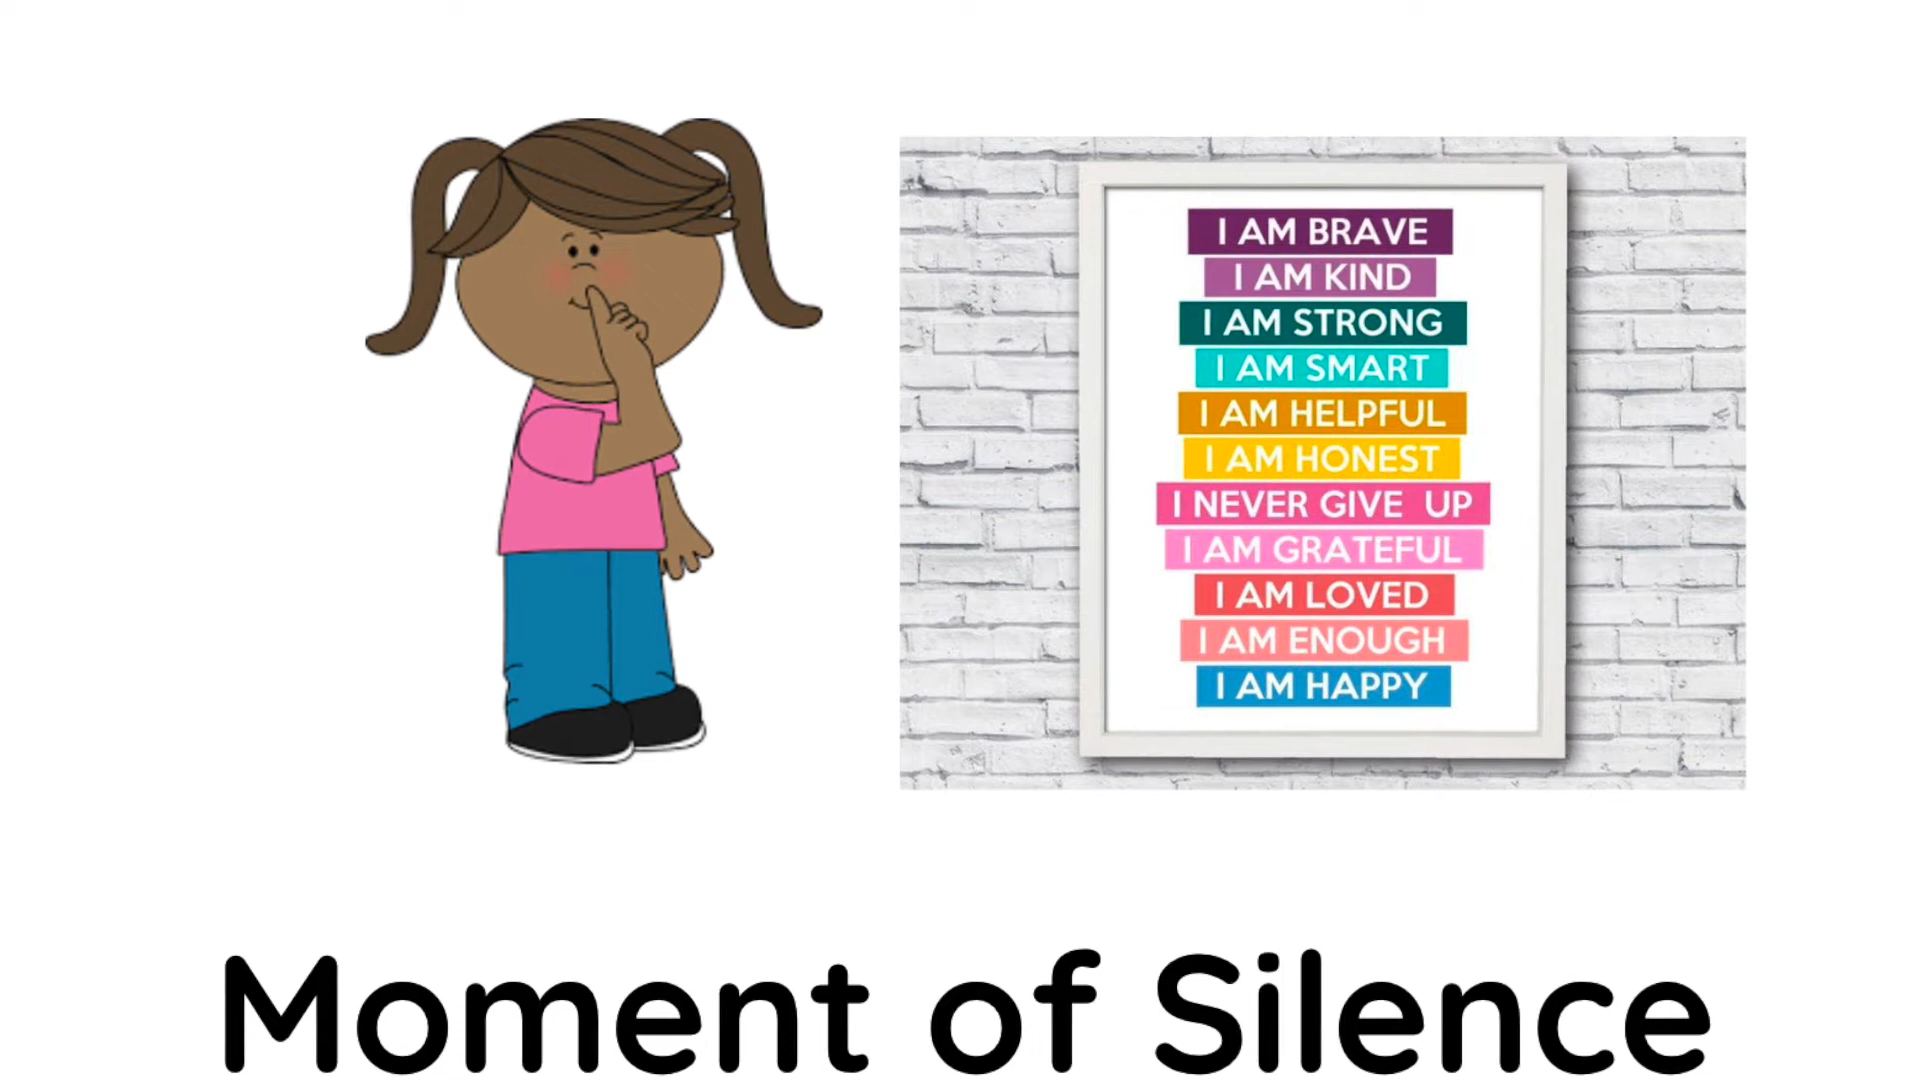 I AM BRAVE
I AM KIND
I AM STRONG
I AM SMART
I AM HELPFUL
I AM HONEST
I NEVER GIVE UP
I AM GRATEFUL
I AM LOVED
I AM ENOUGH
I AM HAPPY
Moment of Silence